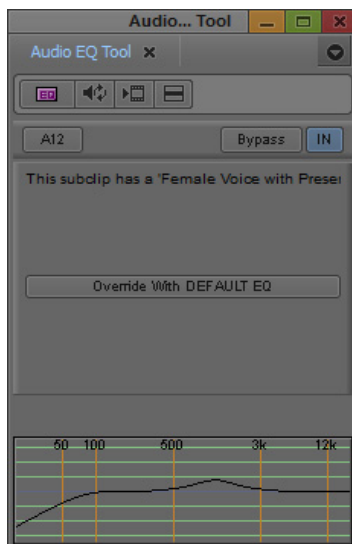 Audio... Tool
Audio EQ Tool
EQ
A12 Bypass IN
This subclip has a 'Female Voice with Preser
Override With DEFAULT EQ
50 100 500 3k 12k